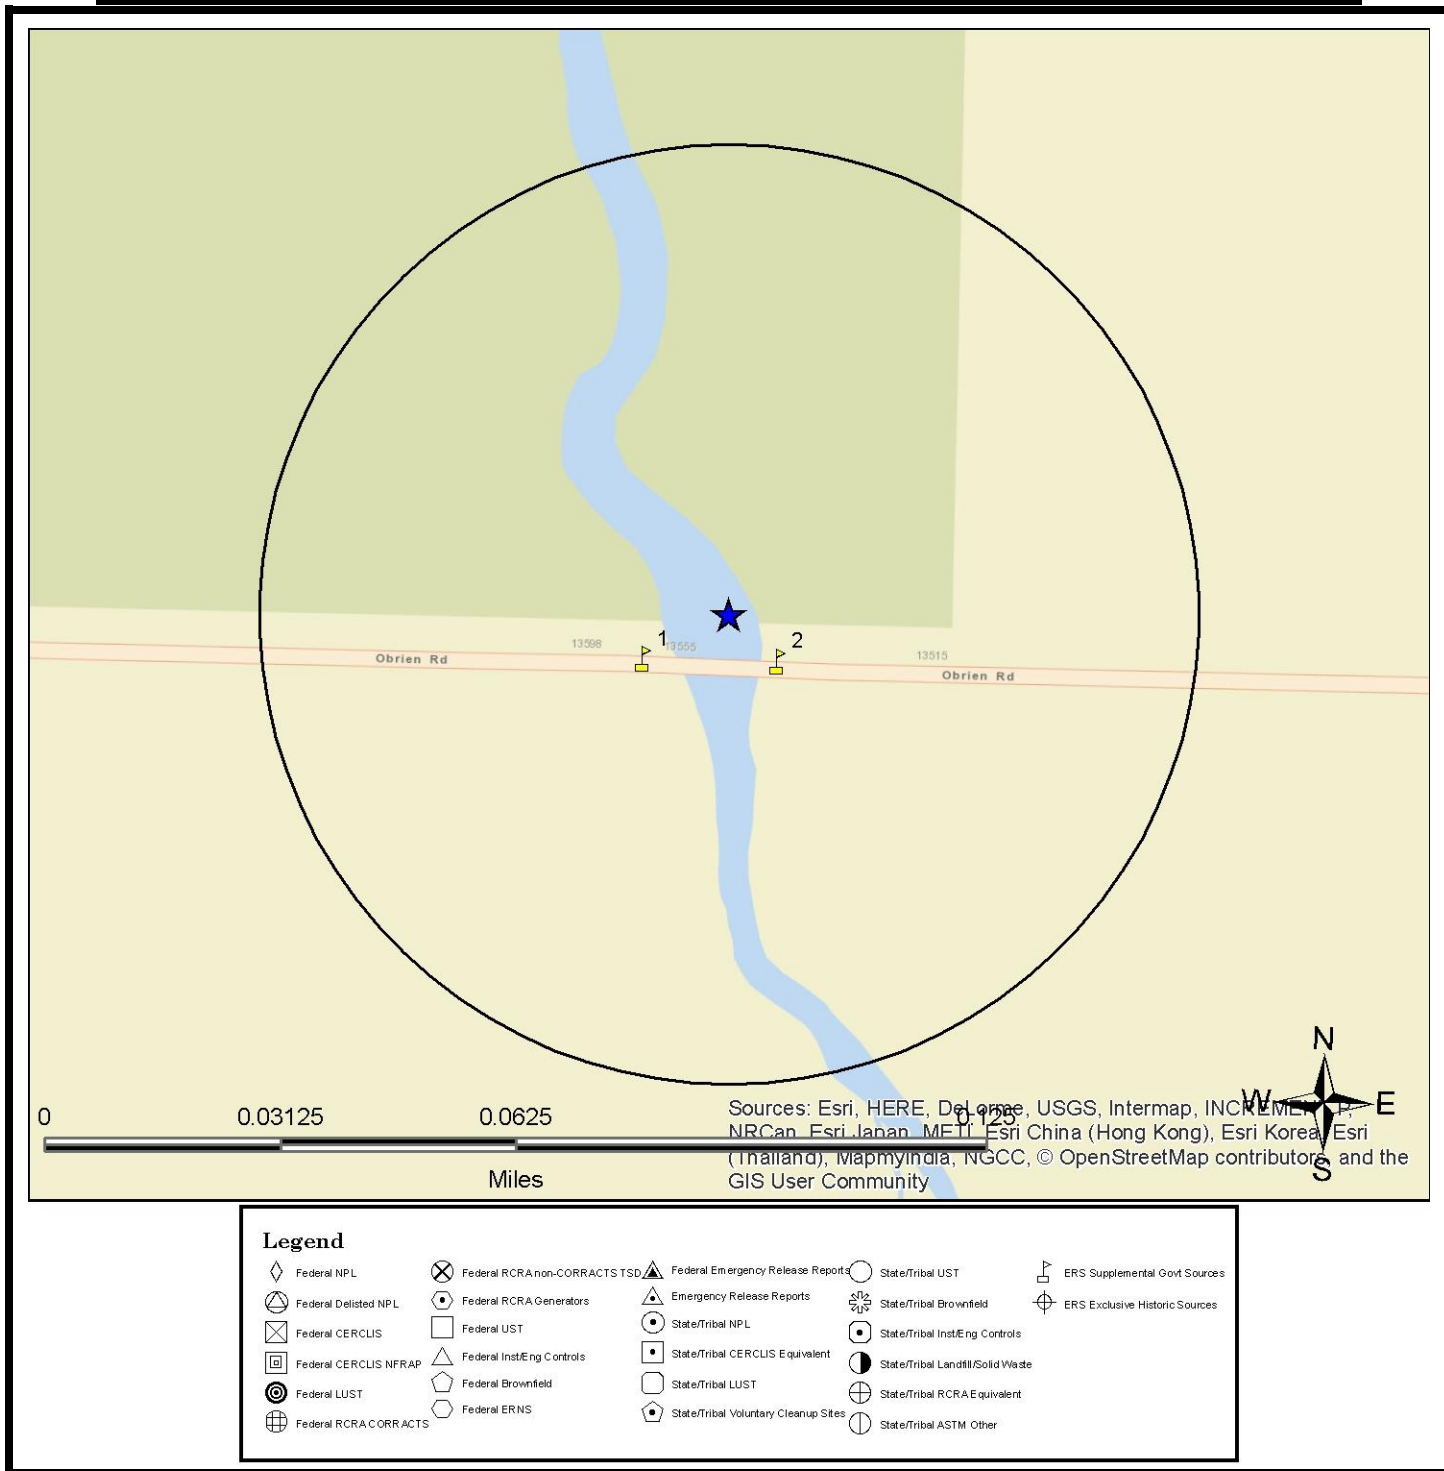 13598
1
13555
2
13515
Obrien Rd
Obrien Rd
N
W
E
S
0
0.03125
0.0625
0.125
Miles
Sources: Esri, HERE, DeLorme, USGS, Intermap, INCREMENT P,
NRCan, Esri Japan, METI, Esri China (Hong Kong), Esri Korea, Esri
(Thailand), MapmyIndia, NGCC, © OpenStreetMap contributors, and the
GIS User Community
Legend
Federal NPL
Federal Delisted NPL
Federal CERCLIS
Federal CERCLIS NFRAP
Federal LUST
Federal RCRA CORRACTS
Federal RCRA non-CORRACTS TSD
Federal RCRA Generators
Federal UST
Federal Inst/Eng Controls
Federal Brownfield
Federal ERNS
Federal Emergency Release Reports
Emergency Release Reports
State/Tribal NPL
State/Tribal CERCLIS Equivalent
State/Tribal LUST
State/Tribal Voluntary Cleanup Sites
State/Tribal UST
State/Tribal Brownfield
State/Tribal Inst/Eng Controls
State/Tribal Landfill/Solid Waste
State/Tribal RCRA Equivalent
State/Tribal ASTM Other
ERS Supplemental Govt Sources
ERS Exclusive Historic Sources